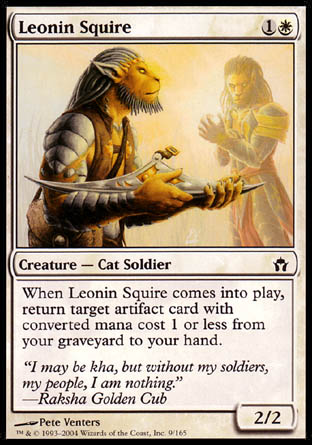 Leonin Squire 1
Creature — Cat Soldier
When Leonin Squire comes into play,
return target artifact card with
converted mana cost 1 or less from
your graveyard to your hand.
"I may be kha, but without my soldiers,
my people, I am nothing."
—Raksha Golden Cub
Pete Venters
™ & © 1993–2004 Wizards of the Coast, Inc. 9/165
2/2